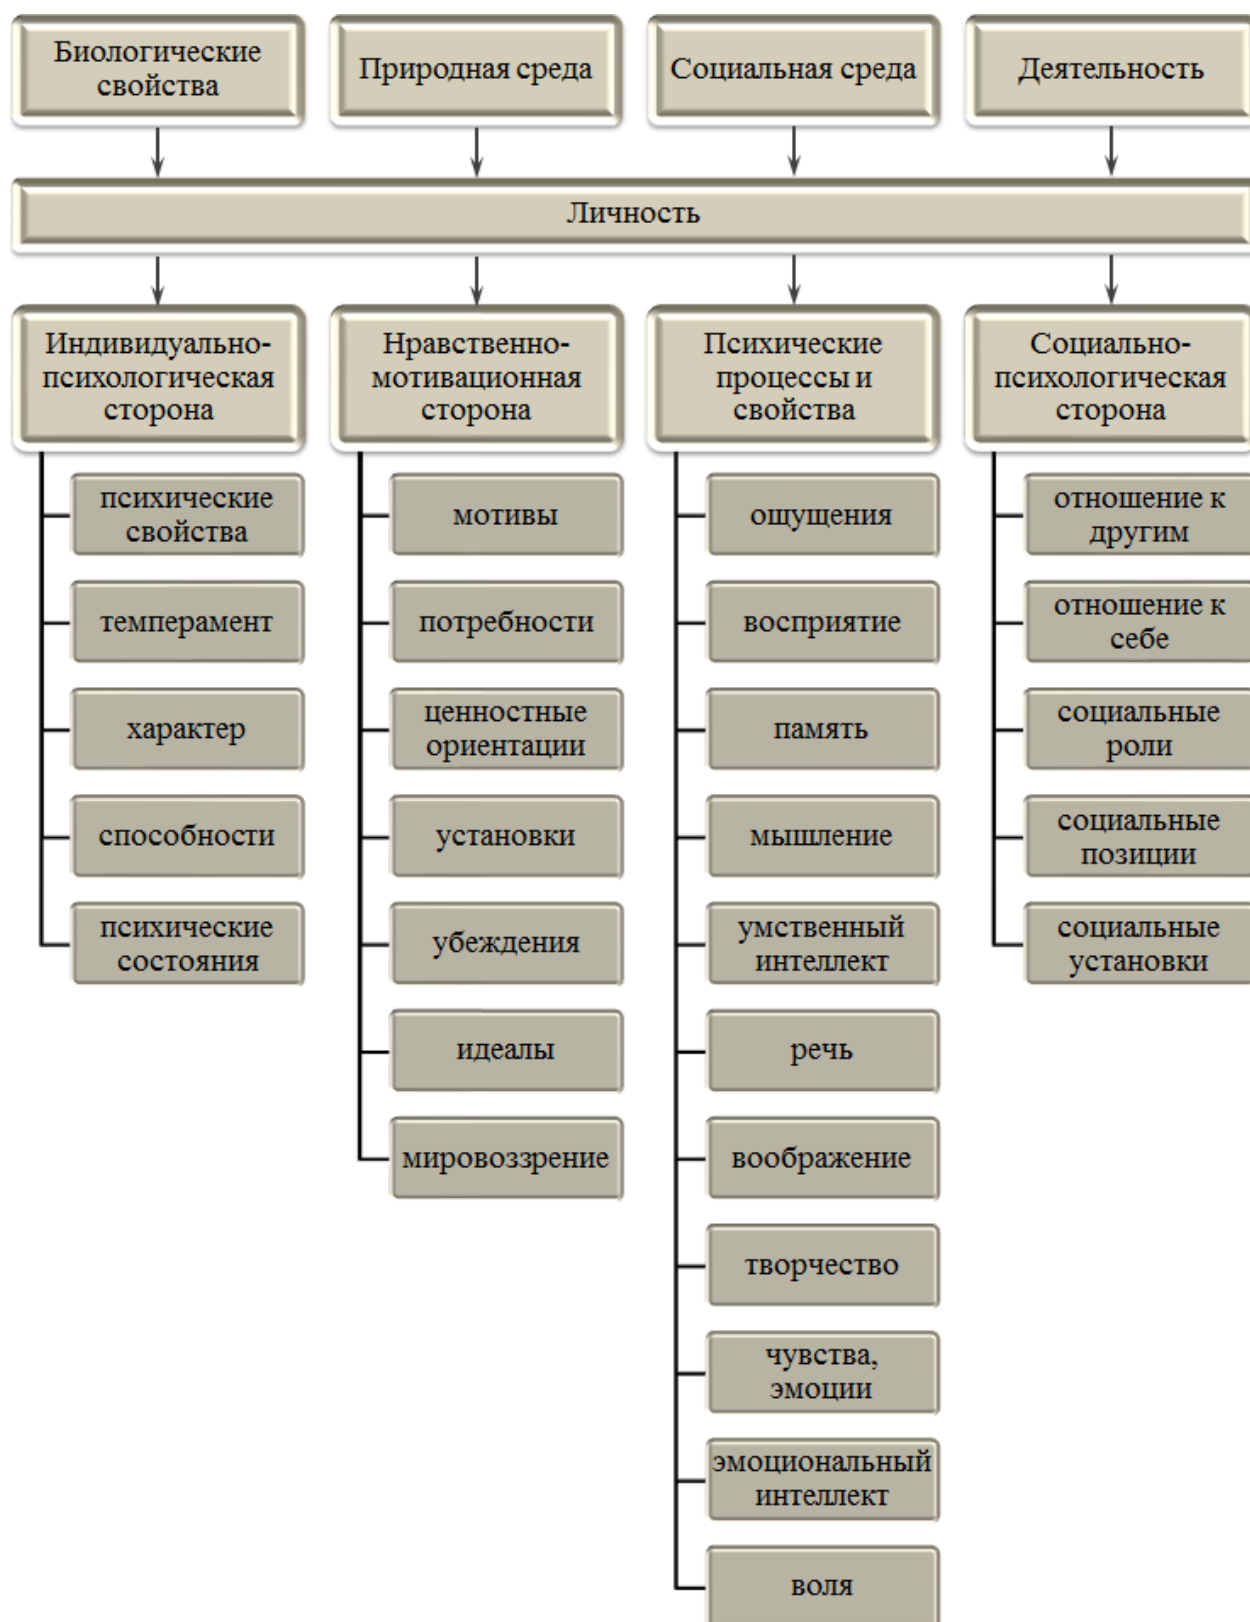 Биологические
свойства
Природная среда
Социальная среда
Деятельность
Личность
Индивидуально-
психологическая
сторона
психические
свойства
темперамент
характер
способности
психические
состояния
Нравственно-
мотивационная
сторона
мотивы
потребности
ценностные
ориентации
установки
убеждения
идеалы
мировоззрение
Психические
процессы и
свойства
ощущения
восприятие
память
мышление
умственный
интеллект
речь
воображение
творчество
чувства,
эмоции
эмоциональный
интеллект
воля
Социально-
психологическая
сторона
отношение к
другим
отношение к
себе
социальные
роли
социальные
позиции
социальные
установки